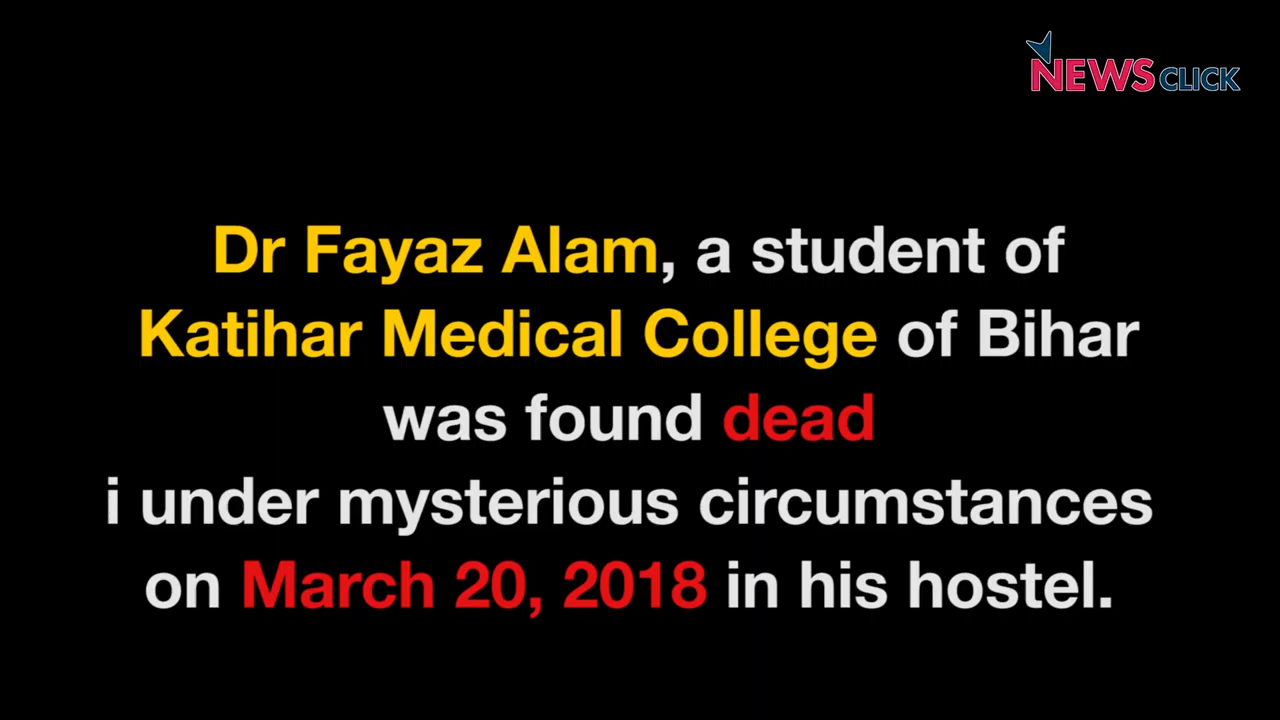 NEWSCLICK
Dr Fayaz Alam, a student of
Katihar Medical College of Bihar
was found dead
i under mysterious circumstances
on March 20, 2018 in his hostel.